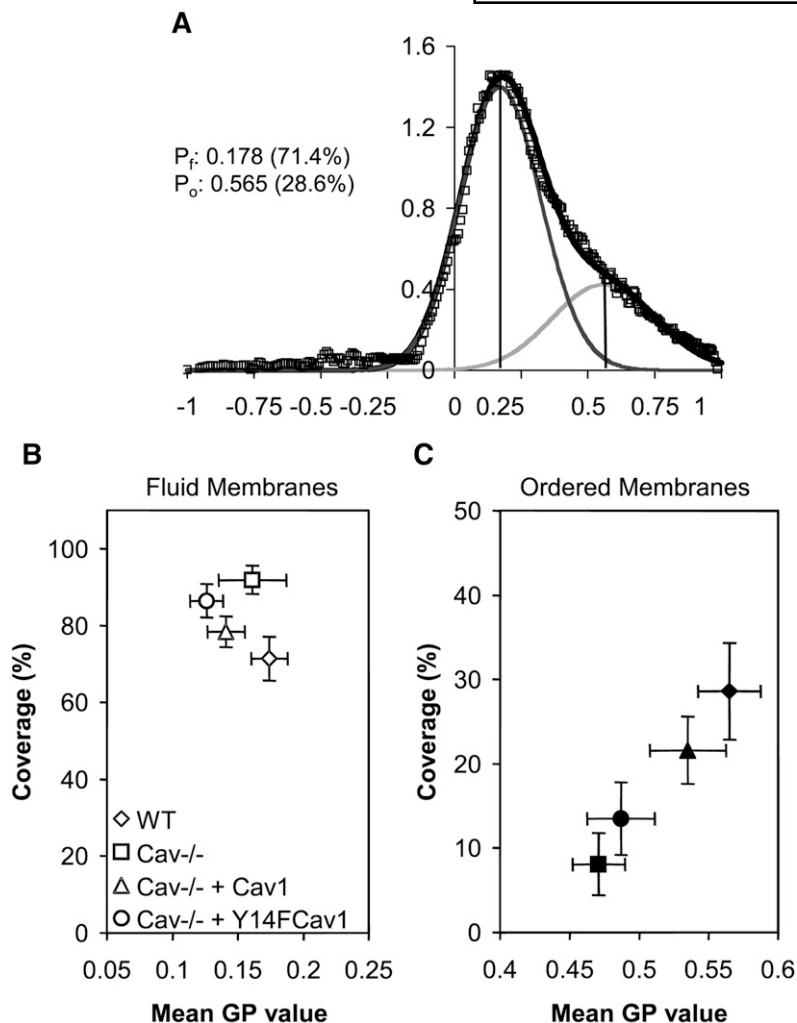 A
1.6
1.2
P_f: 0.178 (71.4%)
P_o: 0.565 (28.6%)
0.8
0.4
0
-1 -0.75 -0.5 -0.25 0 0.25 0.5 0.75 1
B
Fluid Membranes
100
80
60
40
20
0
Coverage (%)
◇ WT
□ Cav-/-
△ Cav-/- + Cav1
○ Cav-/- + Y14FCav1
0.05 0.1 0.15 0.2 0.25
Mean GP value
C
Ordered Membranes
50
40
30
20
10
0
Coverage (%)
0.4 0.45 0.5 0.55 0.6
Mean GP value